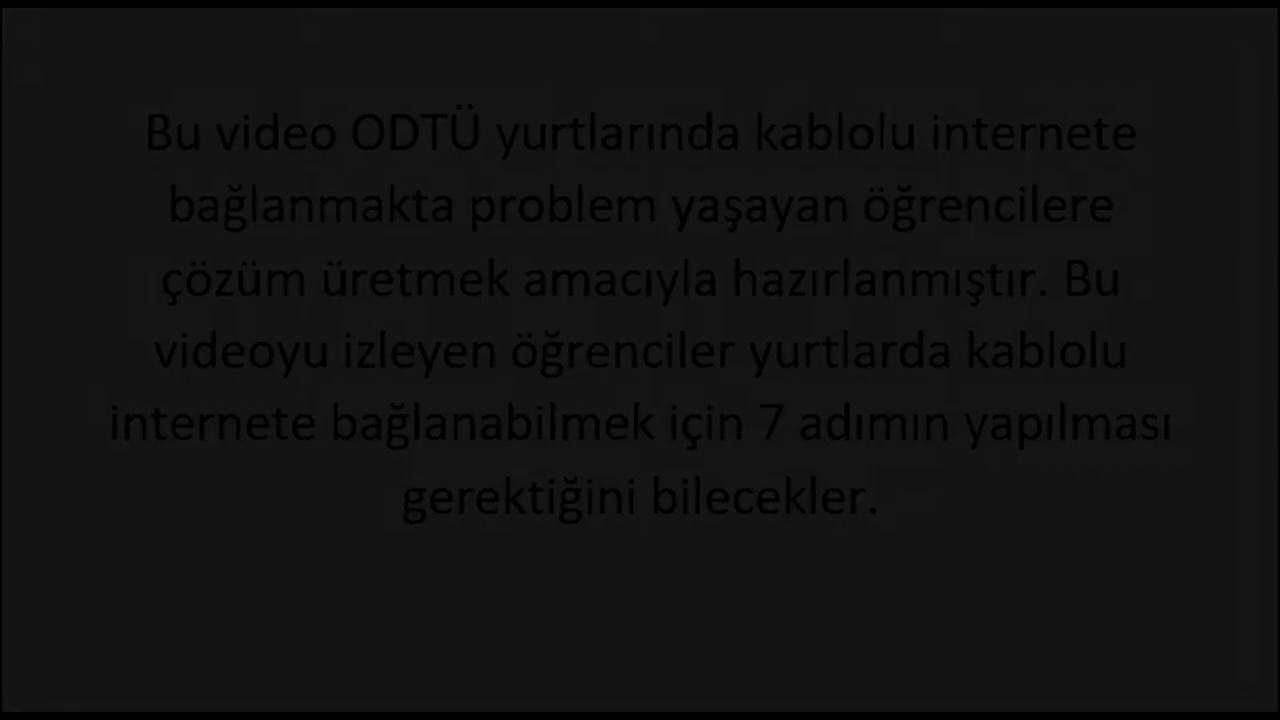 Bu video ODTÜ yurtlarında kablolu internete
bağlanmakta problem yaşayan öğrencilere
çözüm üretmek amacıyla hazırlanmıştır. Bu
videoyu izleyen öğrenciler yurtlarda kablolu
internete bağlanabilmek için 7 adımın yapılması
gerektiğini bilecekler.